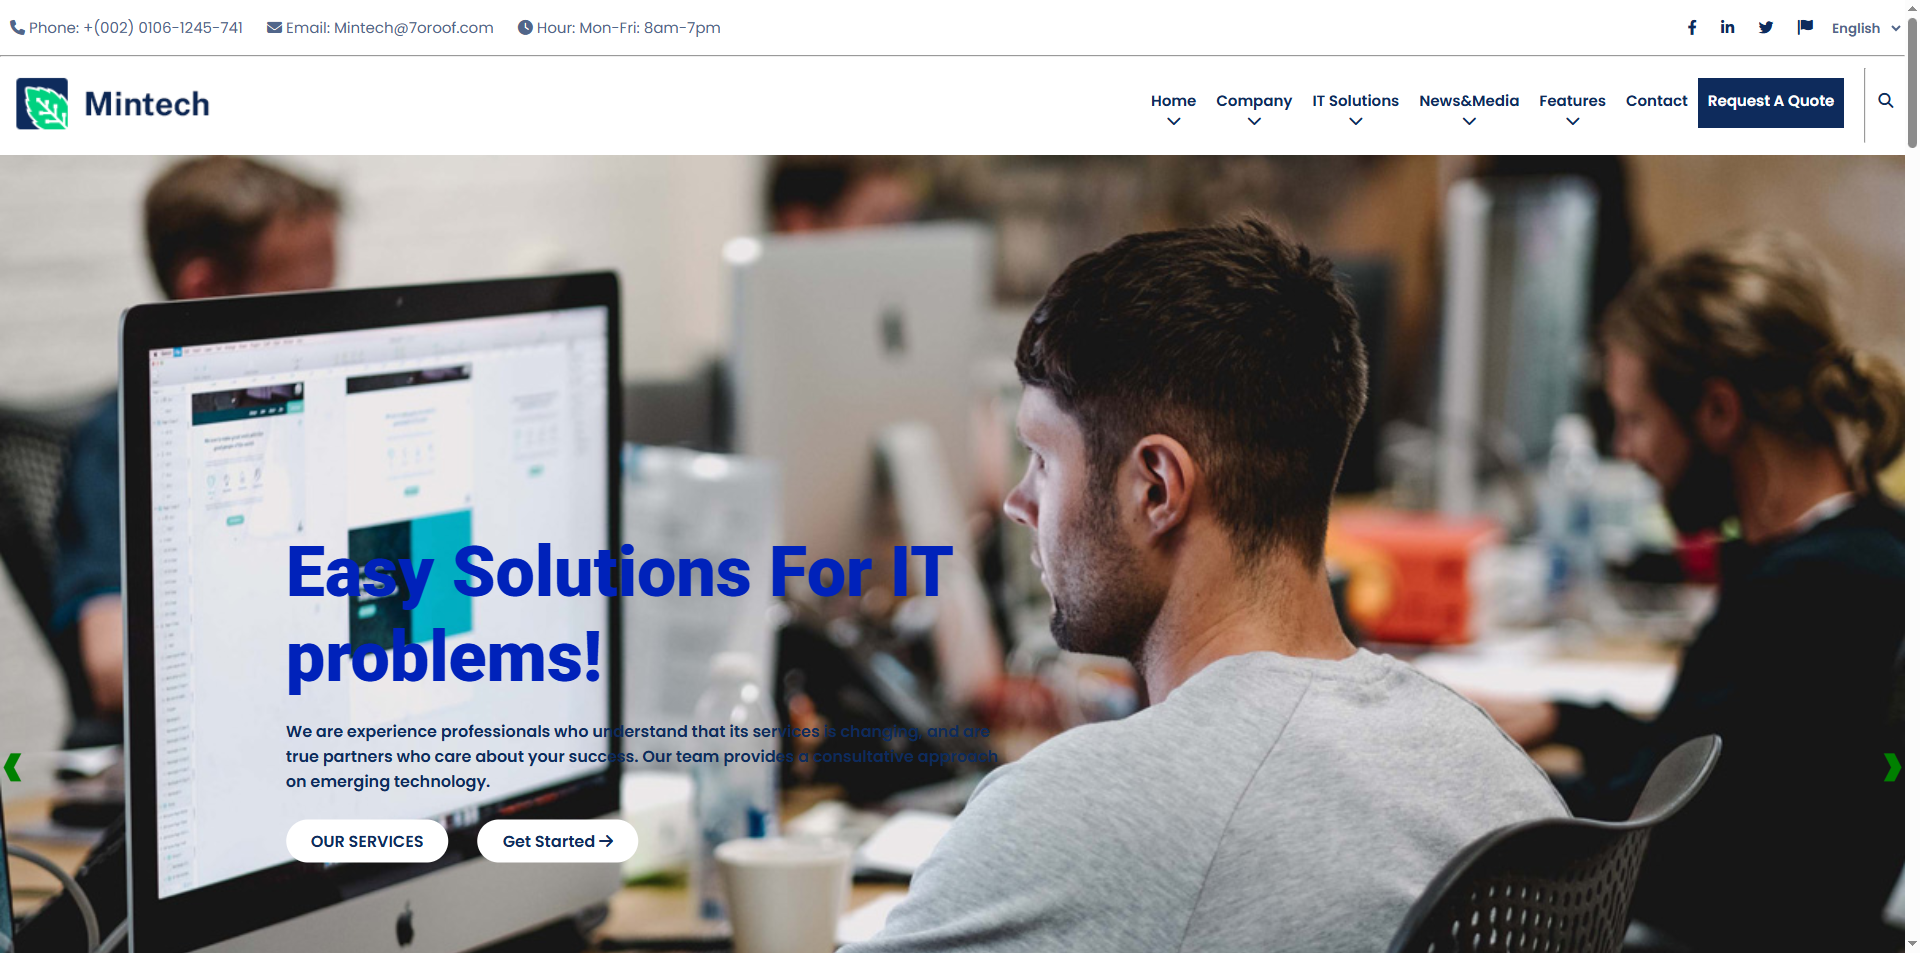 Phone: +(002) 0106-1245-741 Email: Mintech@7oroof.com Hour: Mon-Fri: 8am-7pm English
Mintech
Home Company IT Solutions News&Media Features Contact Request A Quote
Easy Solutions For IT
problems!
We are experience professionals who understand that its services is changing, and are
true partners who care about your success. Our team provides a consultative approach
on emerging technology.
OUR SERVICES Get Started